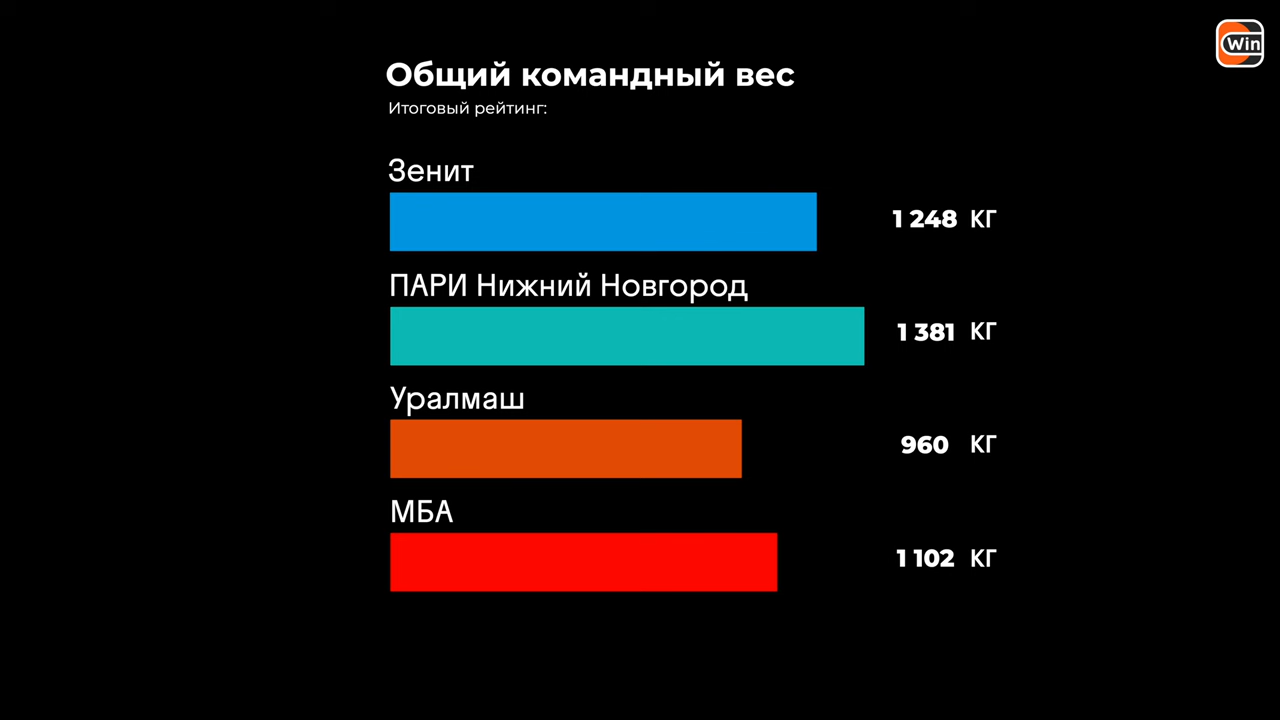 Win
Общий командный вес
Итоговый рейтинг:
Зенит
1 248 КГ
ПАРИ Нижний Новгород
1 381 КГ
Уралмаш
960 КГ
МБА
1 102 КГ